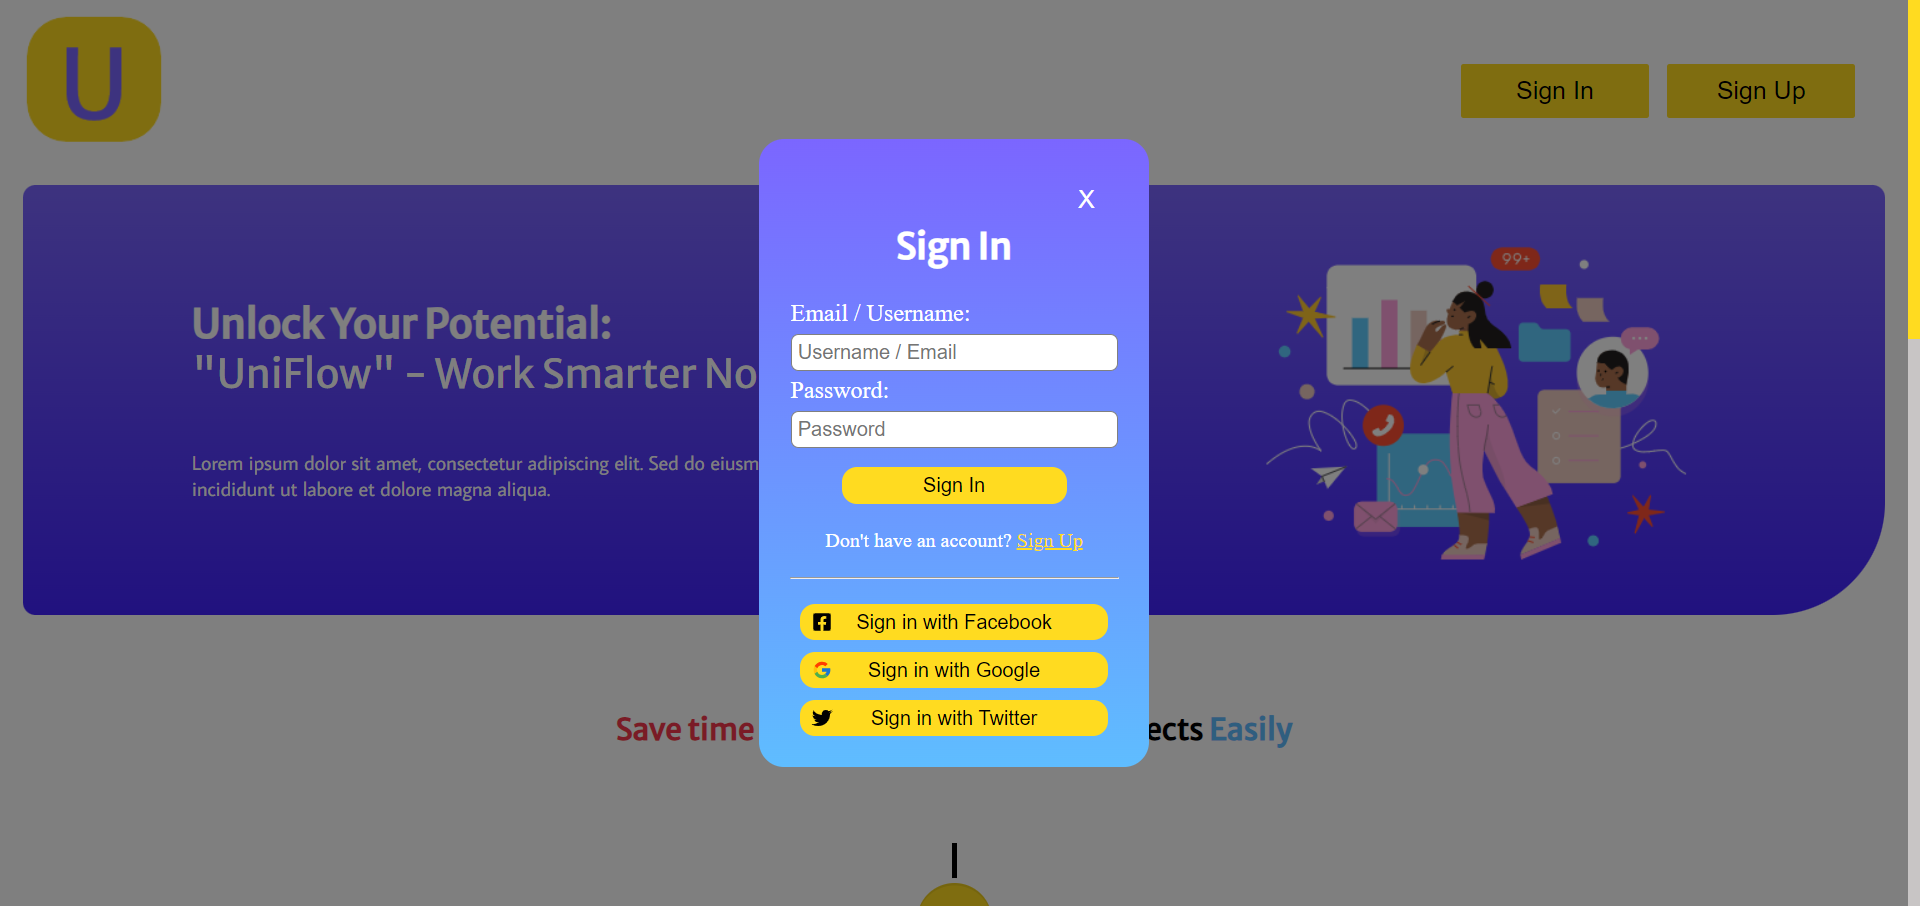 U
Sign In
Sign Up
x
Sign In
99+
Unlock Your Potential:
"UniFlow" - Work Smarter No
Email / Username:
Username / Email
Password:
Password
Lorem ipsum dolor sit amet, consectetur adipiscing elit. Sed do eiusm
incididunt ut labore et dolore magna aliqua.
Sign In
Don't have an account? Sign Up
Sign in with Facebook
Sign in with Google
Sign in with Twitter
Save time
ects Easily